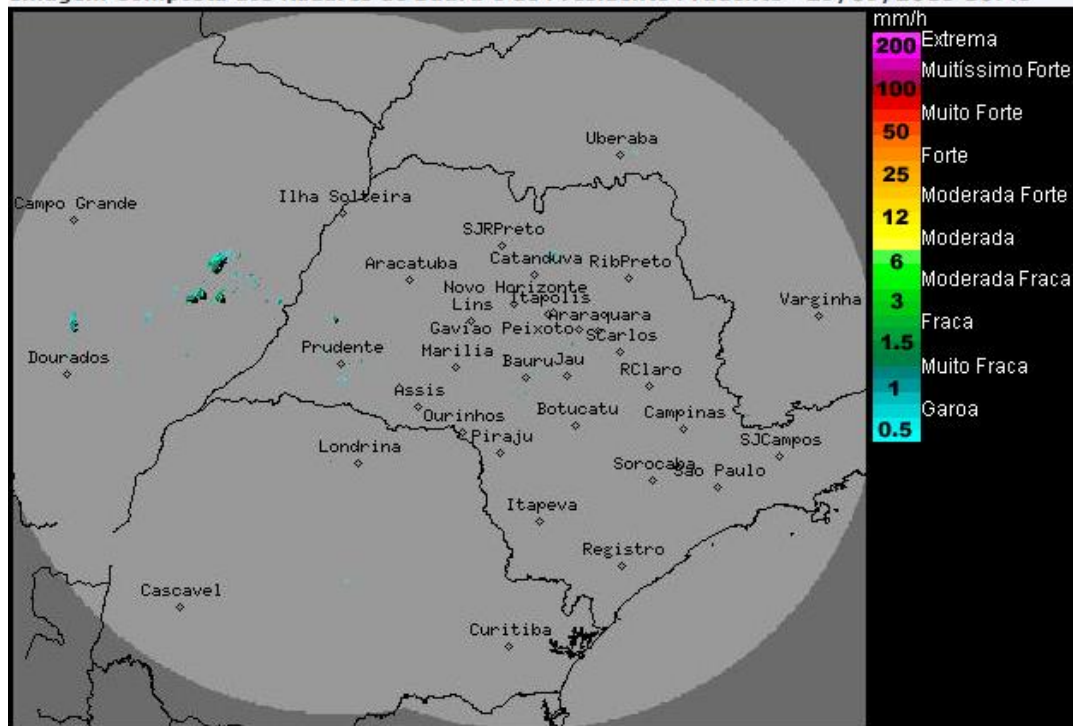 mm/h
200 Extrema
Muitíssimo Forte
100
Muito Forte
50
Forte
25
Moderada Forte
12
Moderada
6
Moderada Fraca
3
Fraca
1.5
Muito Fraca
1
Garoa
0.5
Uberaba
Campo Grande
Ilha Solteira
SJRPreto
Aracatuba
Catanduva
RibPreto
Novo Horizonte
Lins
Itapolis
Araraquara
Varginha
Gaviao Peixoto
SCarlos
Dourados
Prudente
Marilia
Bauru
Jau
RClaro
Assis
Ourinhos
Botucatu
Campinas
Piraju
Londrina
SJCampos
Sorocaba
Sao Paulo
Itapeva
Registro
Cascavel
Curitiba